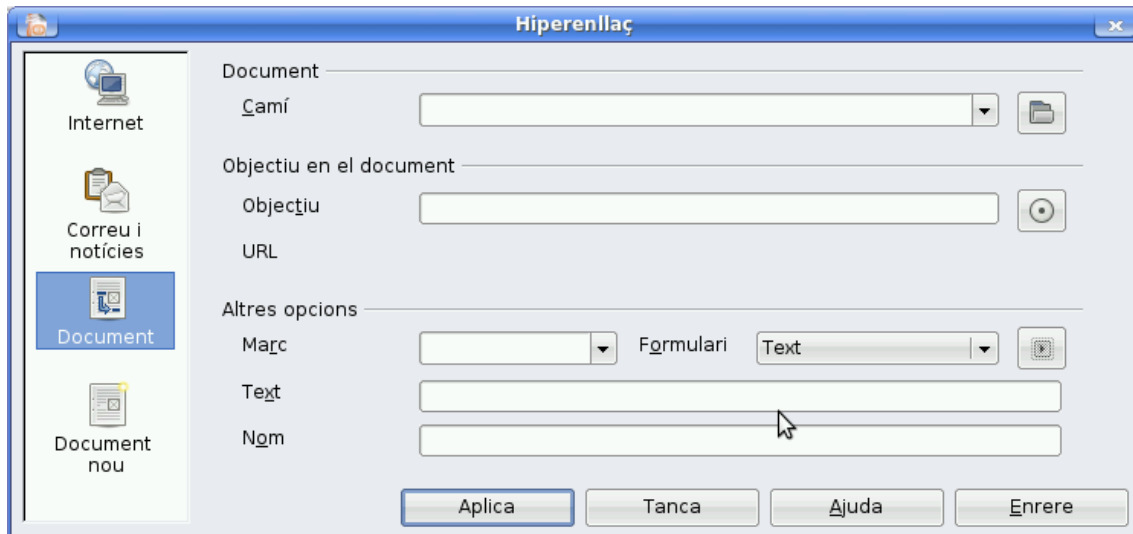 Hiperenllaç
Internet
Correu i
notícies
Document
Document
nou
Document
Camí
Objectiu en el document
Objectiu
URL
Altres opcions
Marc
Formulari
Text
Text
Nom
Aplica
Tanca
Ajuda
Enrere